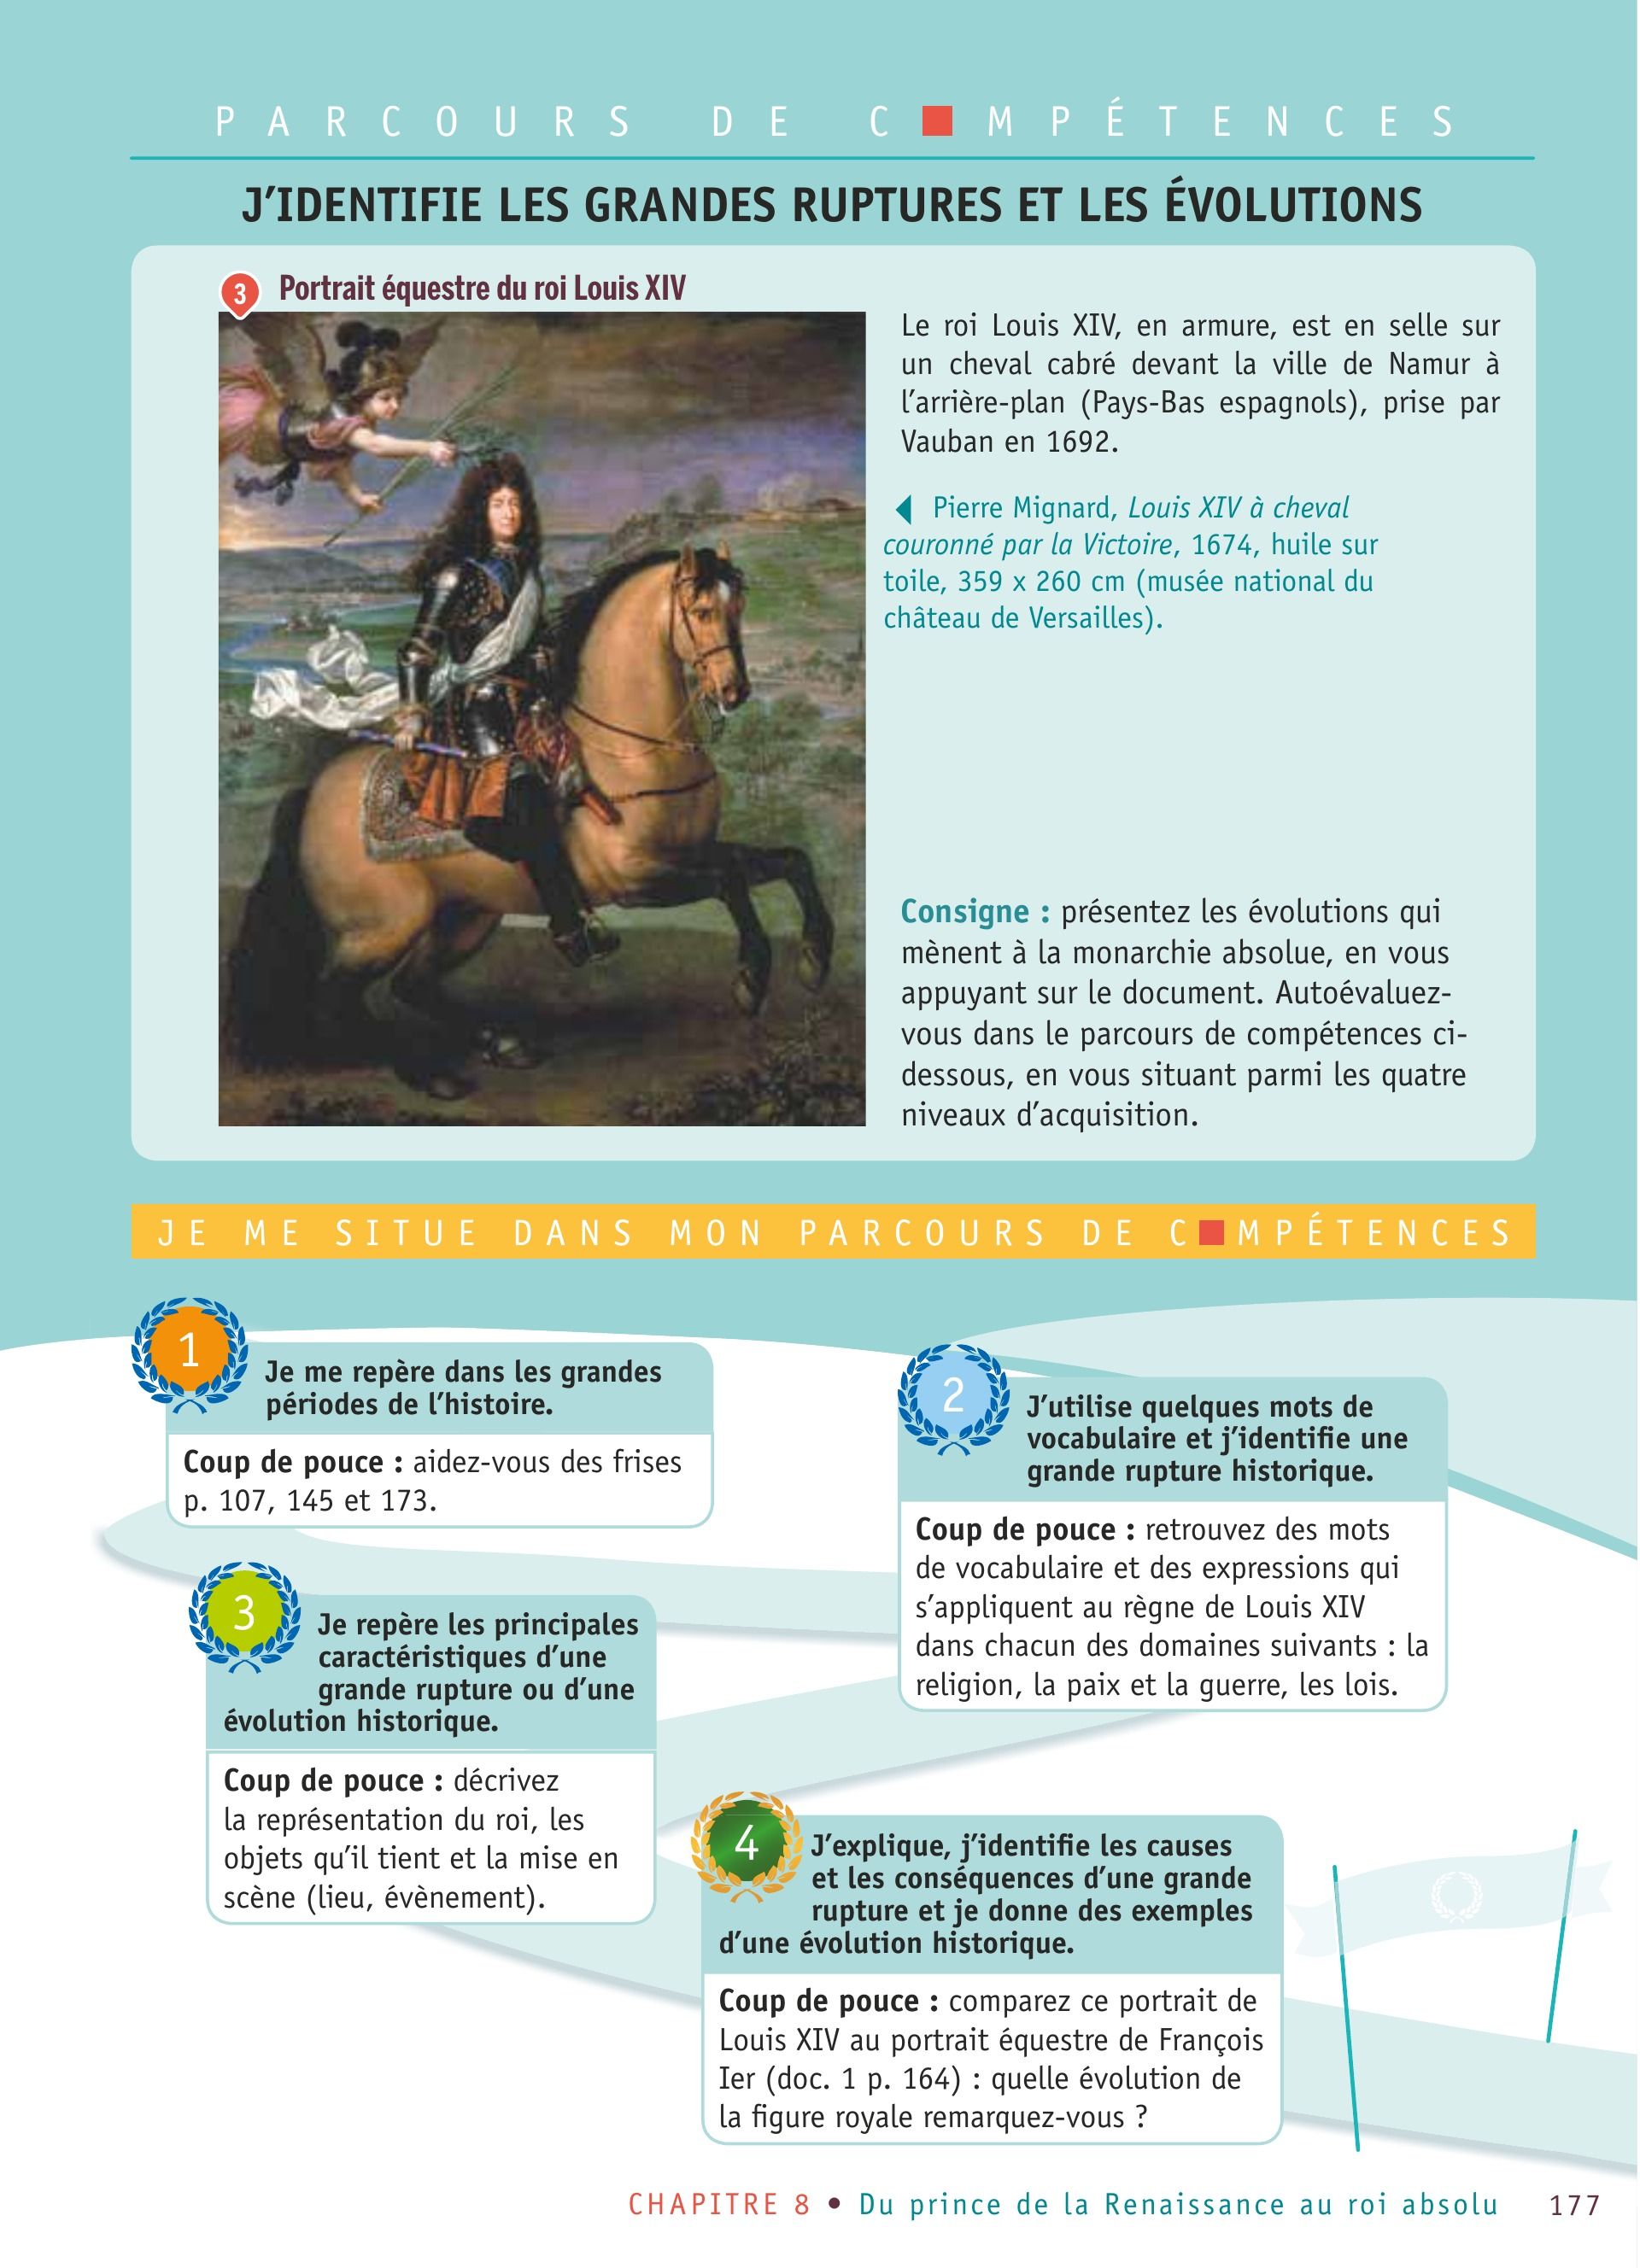 PARCOURS DE C■MPÉTENCES
J'IDENTIFIE LES GRANDES RUPTURES ET LES ÉVOLUTIONS
3 Portrait équestre du roi Louis XIV
Le roi Louis XIV, en armure, est en selle sur
un cheval cabré devant la ville de Namur à
l'arrière-plan (Pays-Bas espagnols), prise par
Vauban en 1692.
Pierre Mignard, Louis XIV à cheval
couronné par la Victoire, 1674, huile sur
toile, 359 x 260 cm (musée national du
château de Versailles).
Consigne : présentez les évolutions qui
mènent à la monarchie absolue, en vous
appuyant sur le document. Autoévaluez-
vous dans le parcours de compétences ci-
dessous, en vous situant parmi les quatre
niveaux d'acquisition.
JE ME SITUE DANS MON PARCOURS DE C■MPÉTENCES
1
Je me repère dans les grandes
périodes de l'histoire.
Coup de pouce : aidez-vous des frises
p. 107, 145 et 173.
2
J'utilise quelques mots de
vocabulaire et j'identifie une
grande rupture historique.
Coup de pouce : retrouvez des mots
de vocabulaire et des expressions qui
s'appliquent au règne de Louis XIV
dans chacun des domaines suivants : la
religion, la paix et la guerre, les lois.
3
Je repère les principales
caractéristiques d'une
grande rupture ou d'une
évolution historique.
Coup de pouce : décrivez
la représentation du roi, les
objets qu'il tient et la mise en
scène (lieu, évènement).
4
J'explique, j'identifie les causes
et les conséquences d'une grande
rupture et je donne des exemples
d'une évolution historique.
Coup de pouce : comparez ce portrait de
Louis XIV au portrait équestre de François
Ier (doc. 1 p. 164) : quelle évolution de
la figure royale remarquez-vous ?
CHAPITRE 8 • Du prince de la Renaissance au roi absolu 177